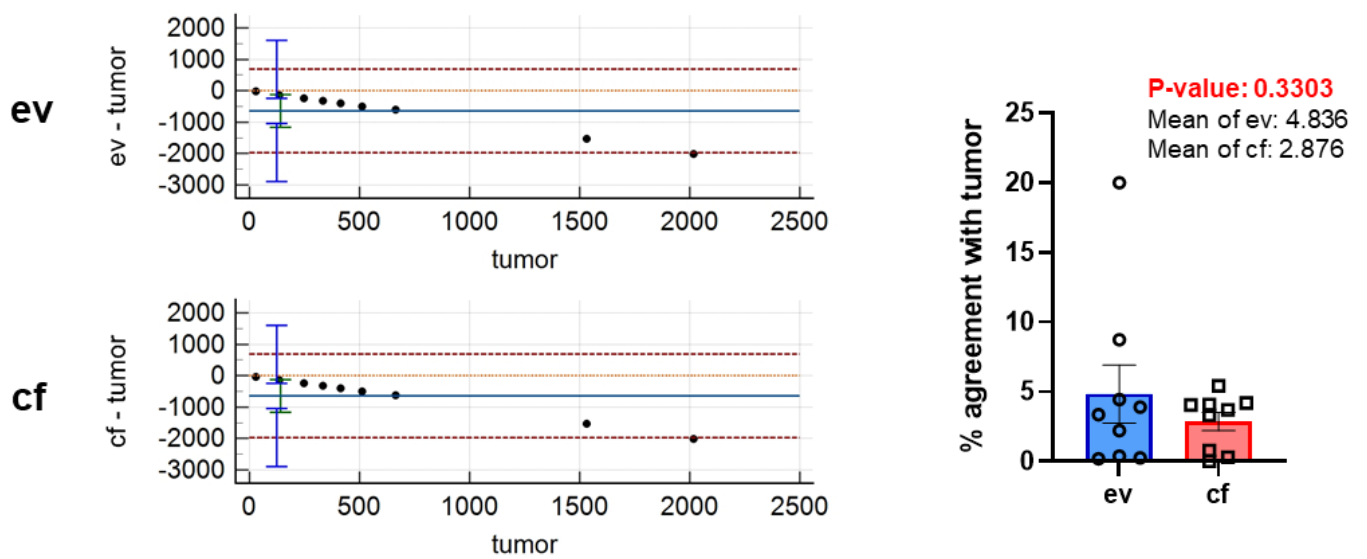 ev
ev - tumor
2000
1000
0
-1000
-2000
-3000
0
500
1000
1500
2000
2500
tumor
cf
cf - tumor
2000
1000
0
-1000
-2000
-3000
0
500
1000
1500
2000
2500
tumor
P-value: 0.3303
Mean of ev: 4.836
Mean of cf: 2.876
% agreement with tumor
25
20
15
10
5
0
ev
cf